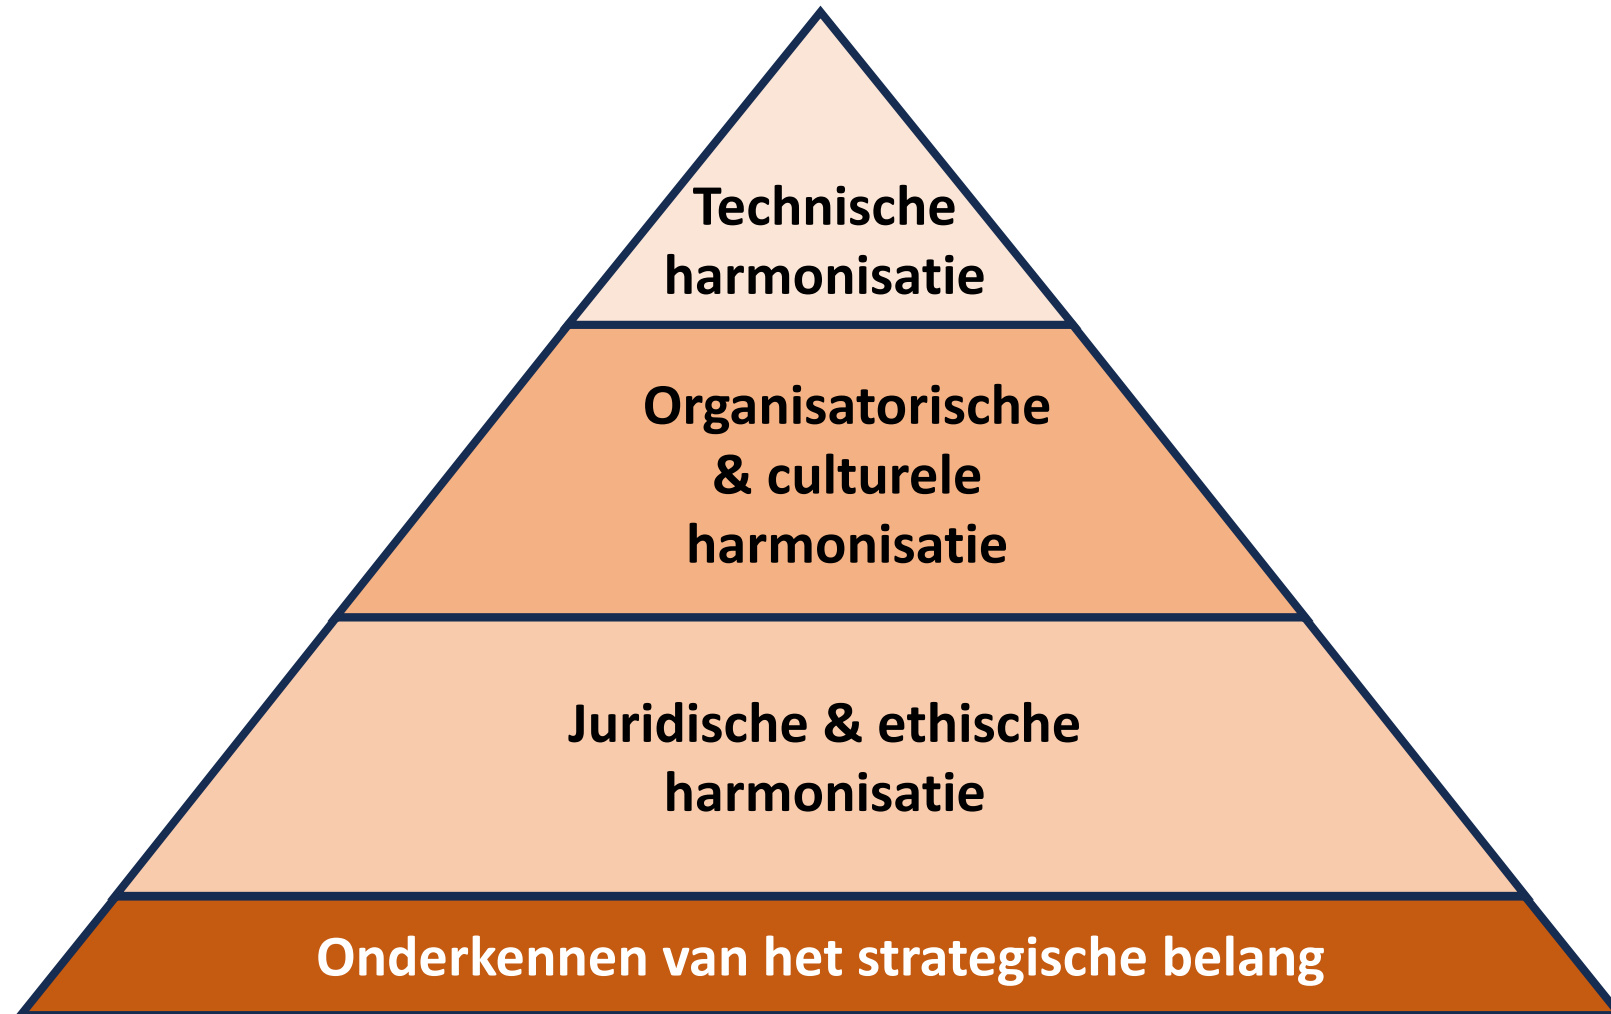 Technische
harmonisatie
Organisatorische
& culturele
harmonisatie
Juridische & ethische
harmonisatie
Onderkennen van het strategische belang